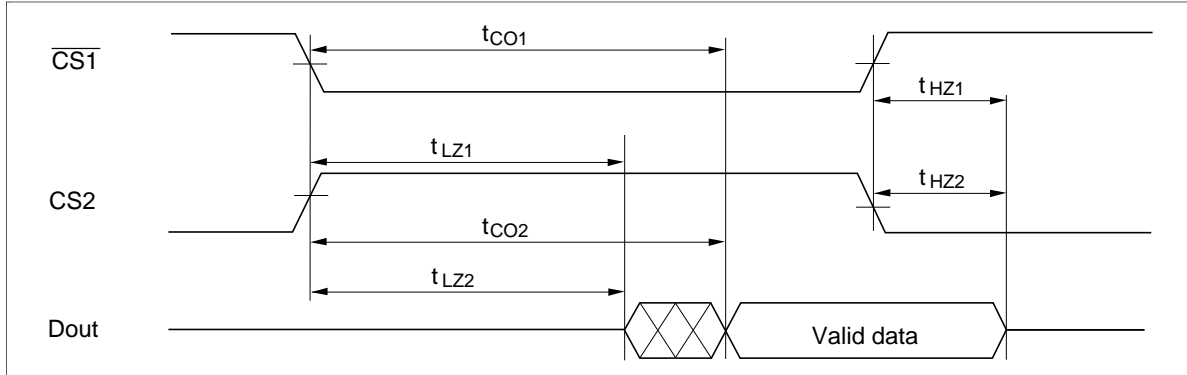 CS1
tCO1
tHZ1
tLZ1
CS2
tHZ2
tCO2
tLZ2
Dout
Valid data